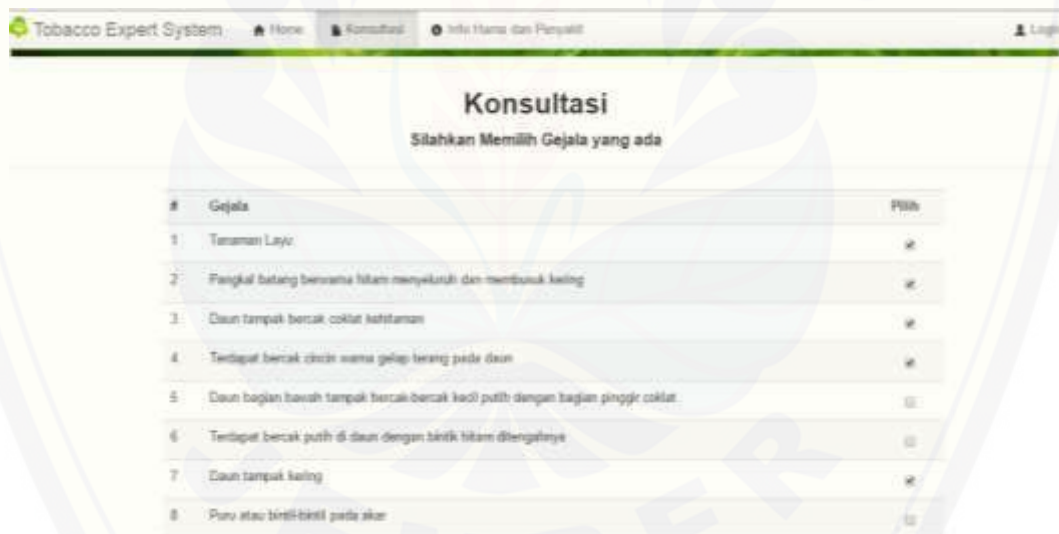 Tobacco Expert System Home Konsultasi Info Hama dan Penyakit Login
Konsultasi
Silahkan Memilih Gejala yang ada
# Gejala Pilih
1 Tanaman Layu
2 Pangkal batang berwarna hitam menyeluruh dan membusuk kering
3 Daun tampak bercak coklat kehitaman
4 Terdapat bercak cincin warna gelap terang pada daun
5 Daun bagian bawah tampak bercak-bercak kecil putih dengan bagian pinggir coklat
6 Terdapat bercak putih di daun dengan bintik hitam ditengahnya
7 Daun tampak kering
8 Puru atau bintil-bintil pada akar